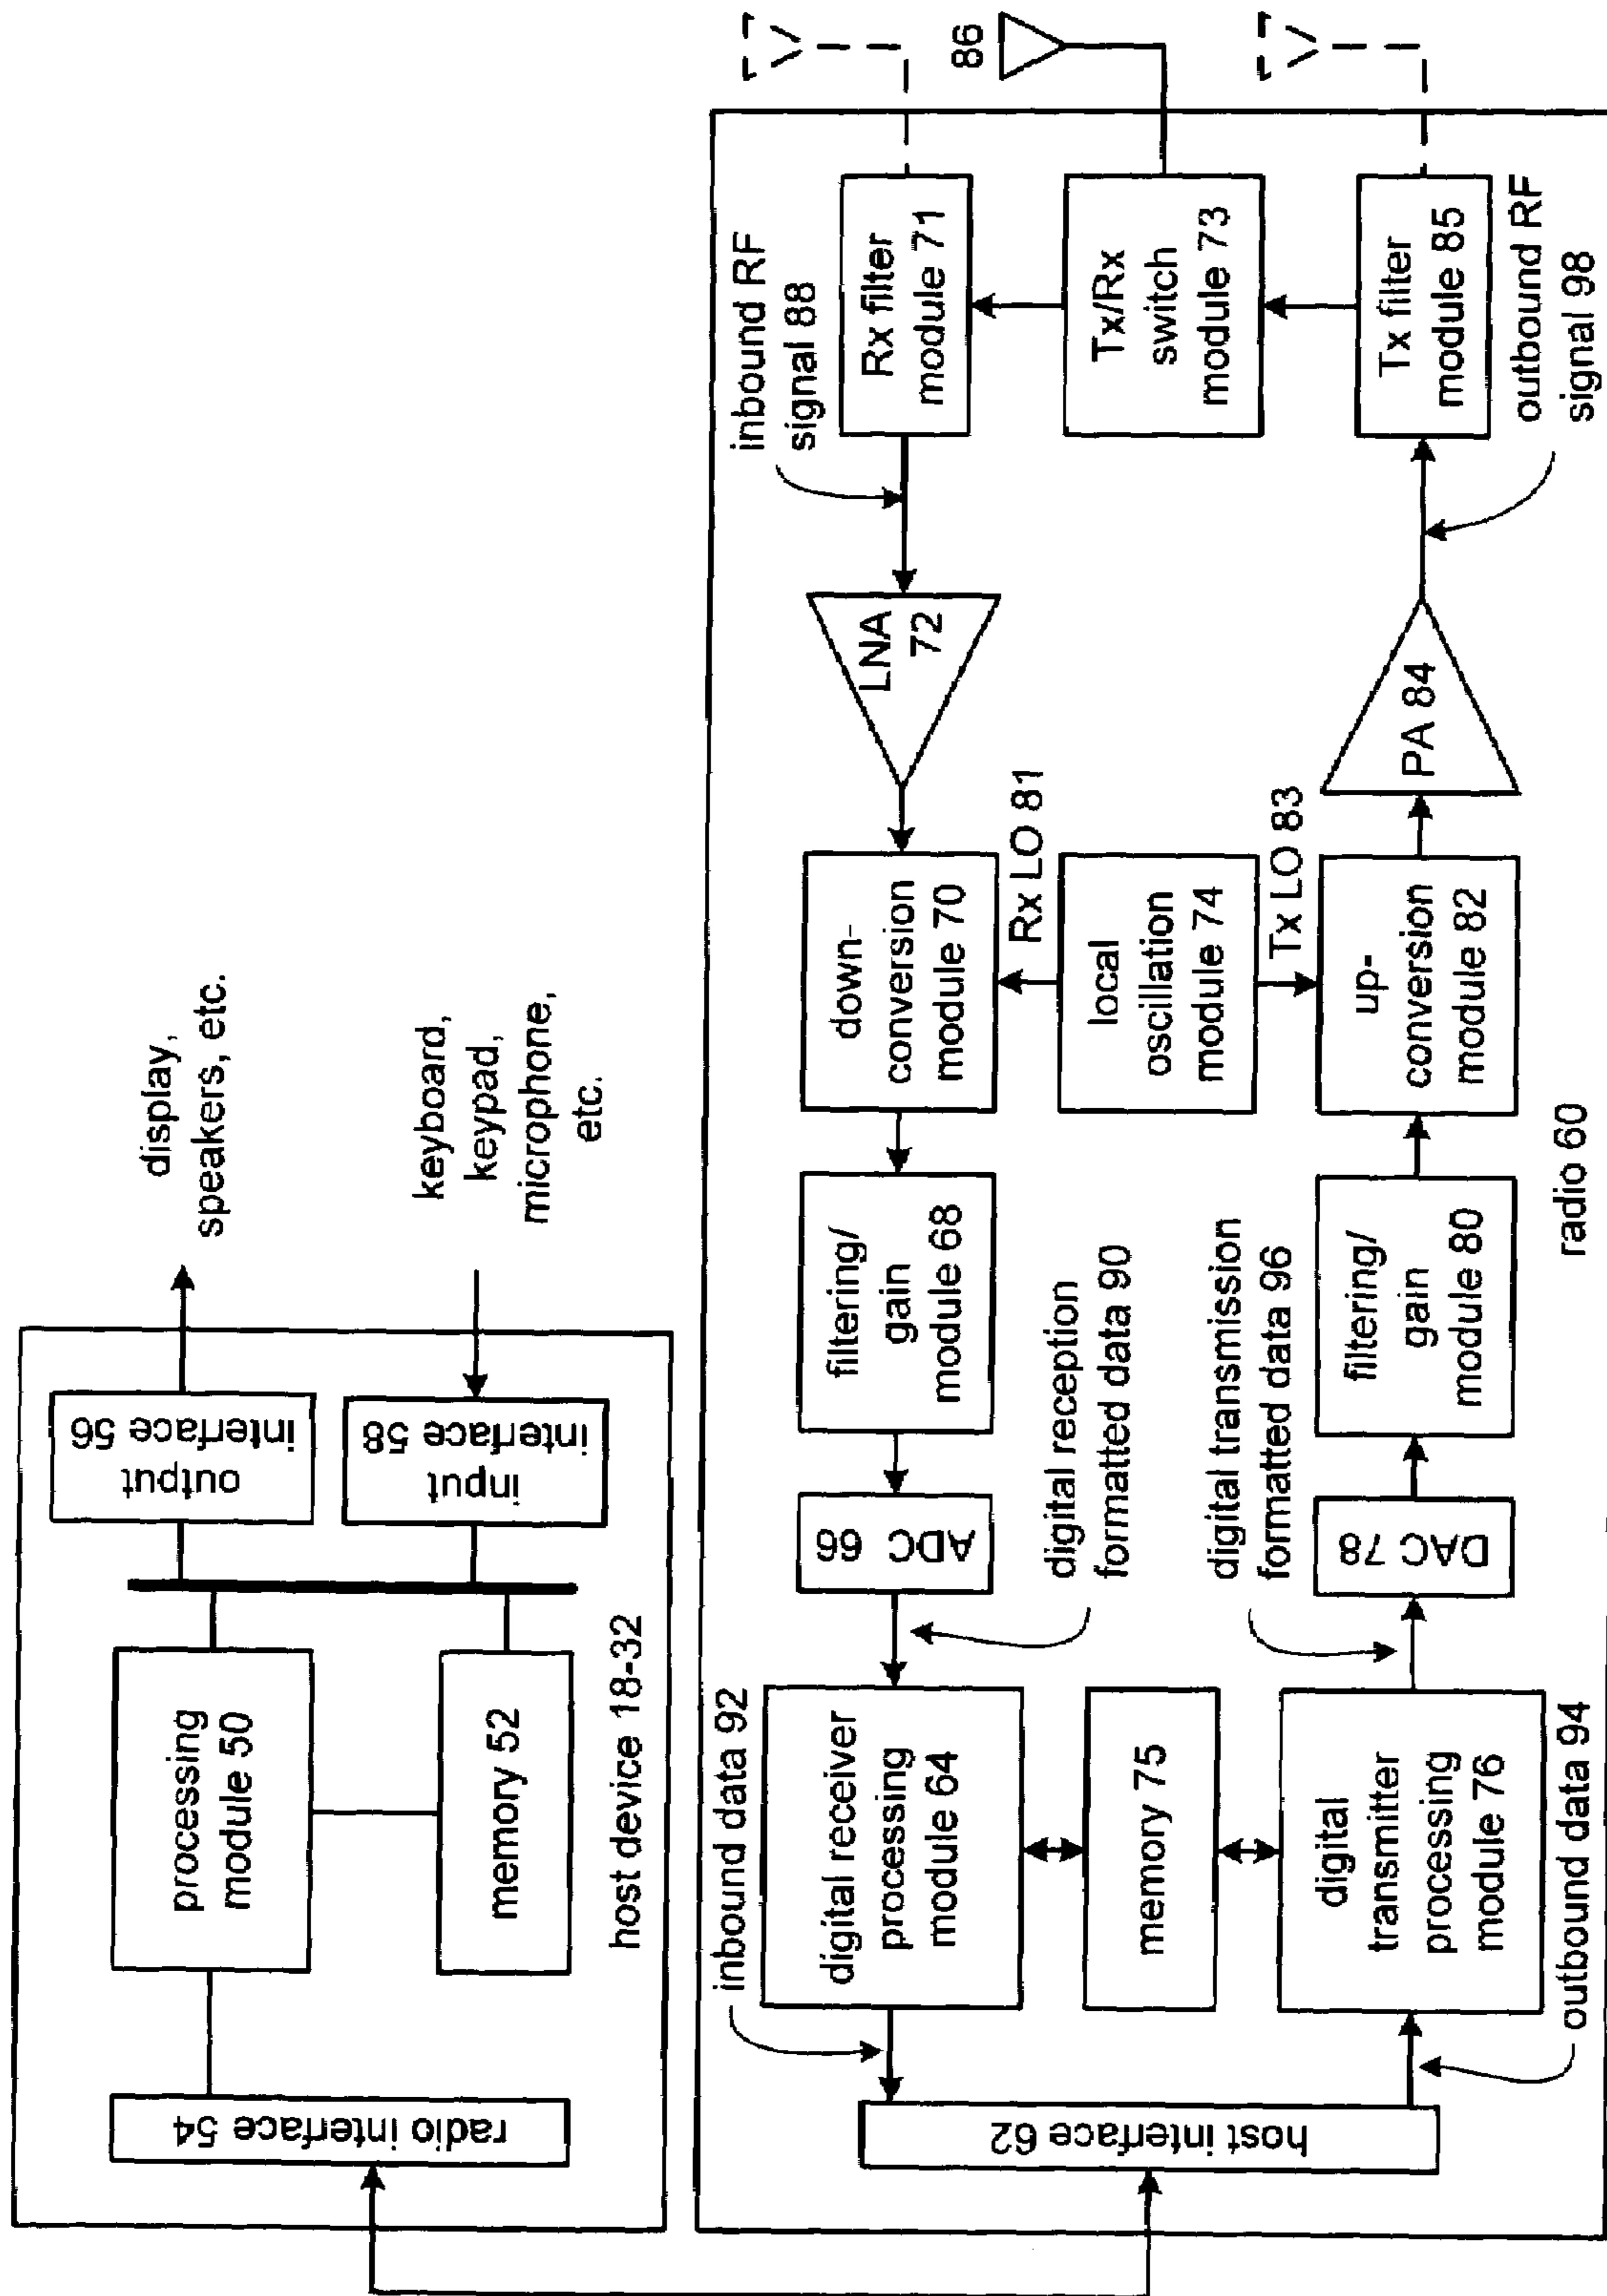 radio interface 54
processing
module 50
memory 52
output
interface 56
input
interface 58
display,
speakers, etc.
keyboard,
keypad,
microphone,
etc.
host device 18-32
host interface 62
inbound data 92
digital receiver
processing
module 64
memory 75
digital
transmitter
processing
module 76
outbound data 94
ADC 66
digital reception
formatted data 90
digital transmission
formatted data 96
DAC 78
filtering/
gain
module 68
filtering/
gain
module 80
down-
conversion
module 70
Rx LO 81
local
oscillation
module 74
Tx LO 83
up-
conversion
module 82
LNA
72
PA 84
inbound RF
signal 88
Rx filter
module 71
Tx/Rx
switch
module 73
Tx filter
module 85
outbound RF
signal 98
86
radio 60